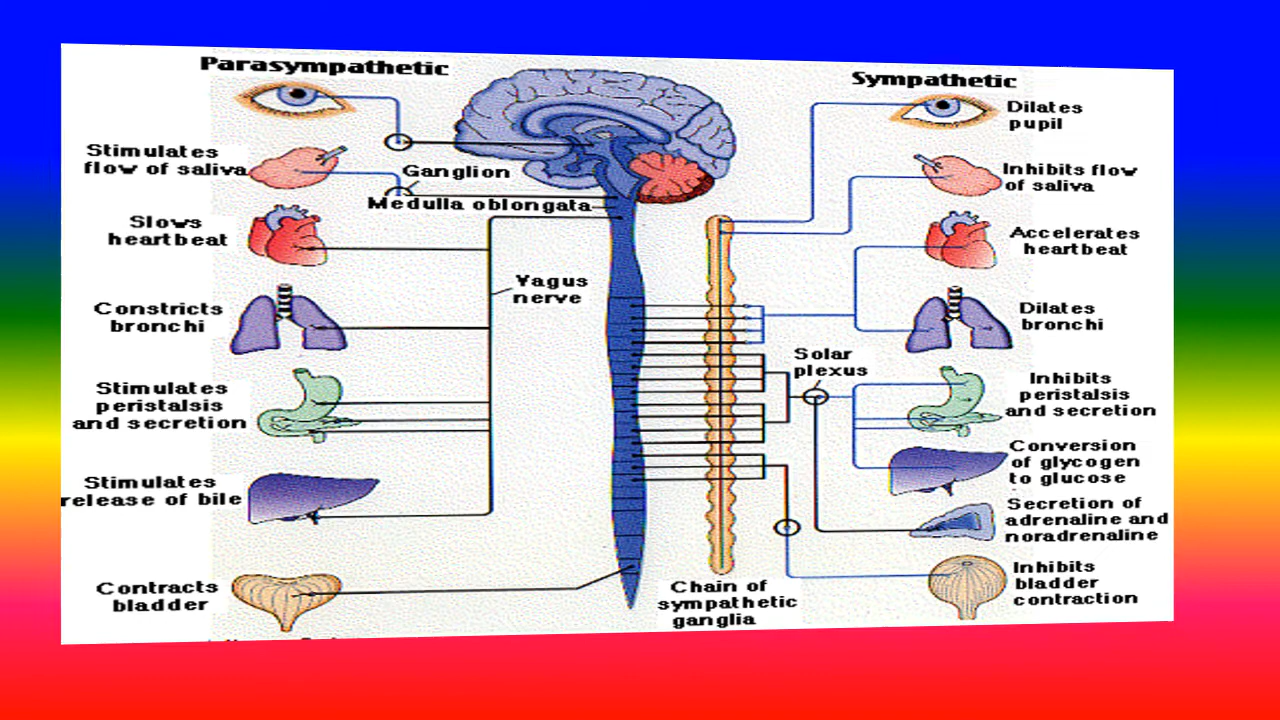 Parasympathetic
Stimulates
flow of saliva
Slows
heartbeat
Constricts
bronchi
Stimulates
peristalsis
and secretion
Stimulates
release of bile
Contracts
bladder
Ganglion
Medulla oblongata
Vagus
nerve
Solar
plexus
Chain of
sympathetic
ganglia
Sympathetic
Dilates
pupil
Inhibits flow
of saliva
Accelerates
heartbeat
Dilates
bronchi
Inhibits
peristalsis
and secretion
Conversion
of glycogen
to glucose
Secretion of
adrenaline and
noradrenaline
Inhibits
bladder
contraction